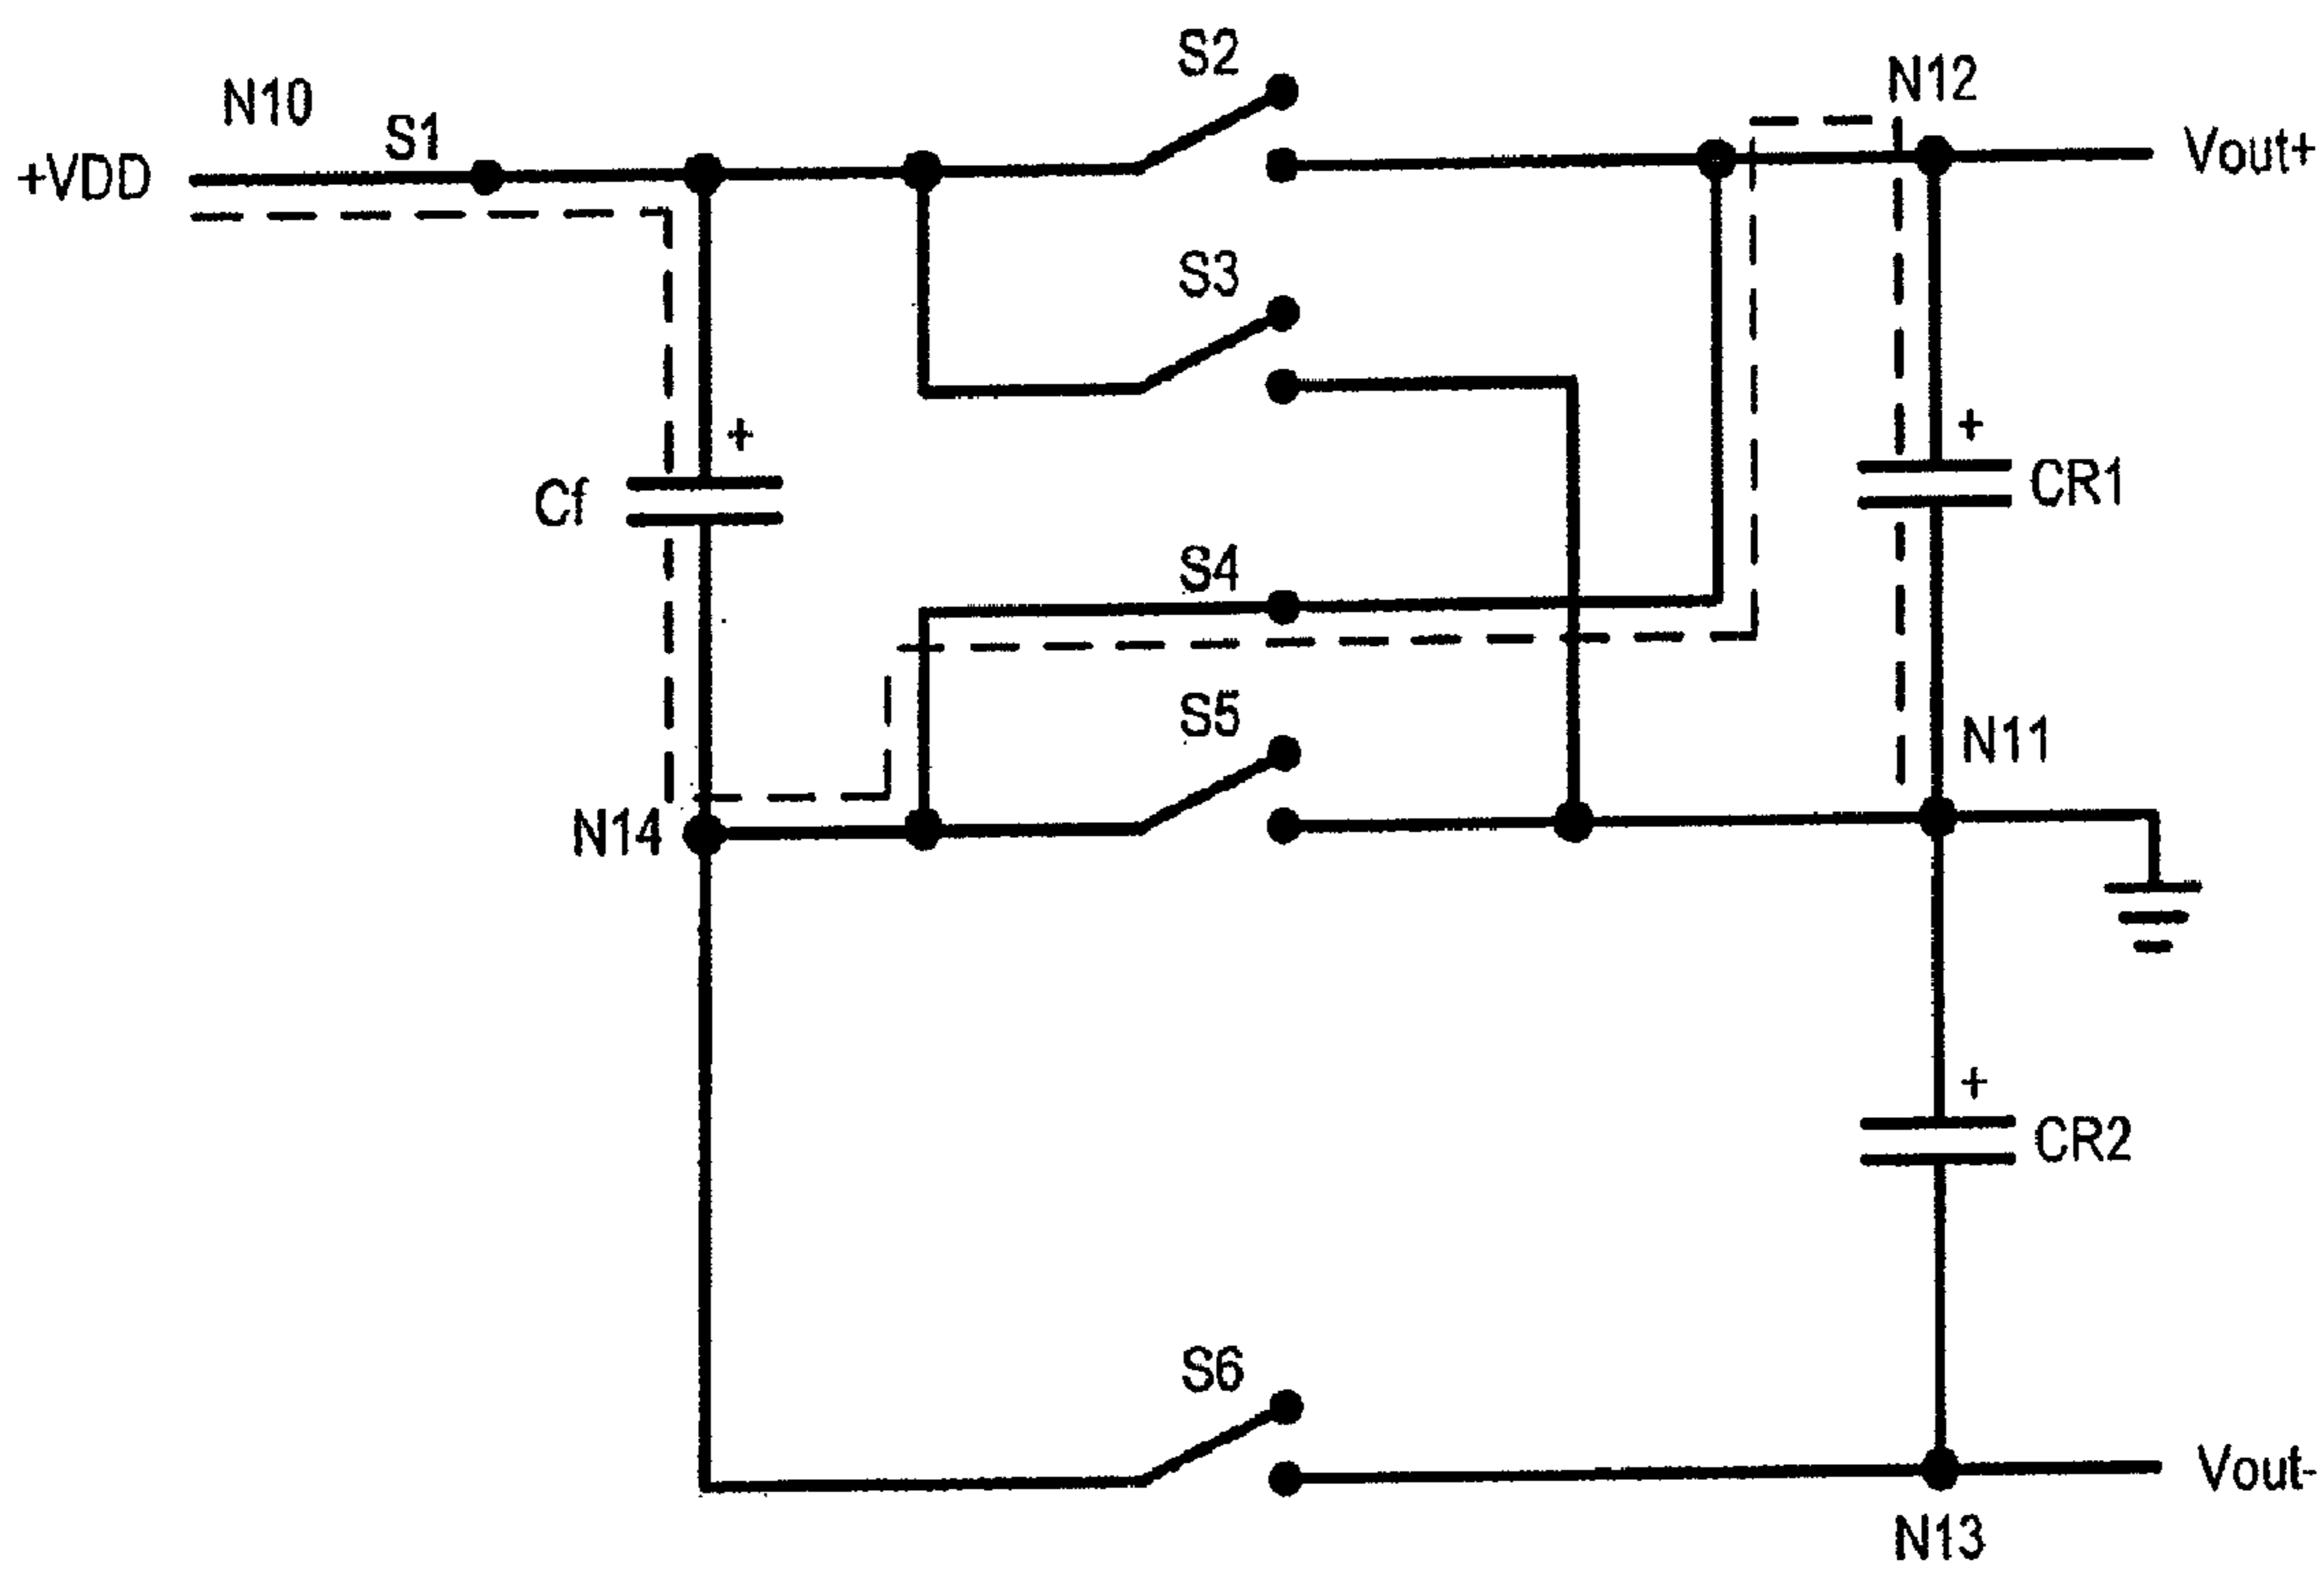 S2
N10
N12
S1
+VDD
Vout+
S3
+
+
Cf
CR1
S4
S5
N11
N14
+
CR2
S6
Vout-
N13